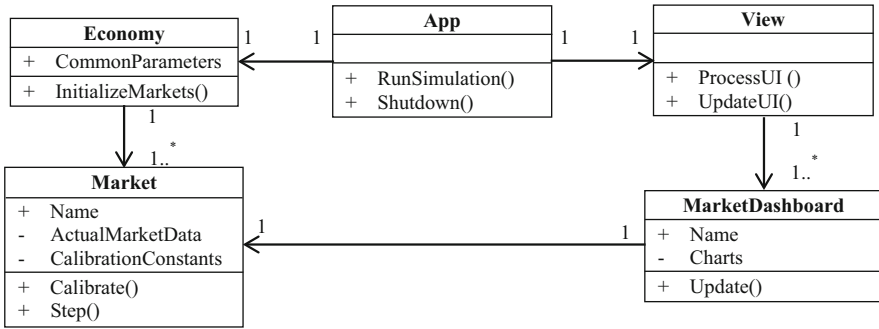 Economy
+ CommonParameters
+ InitializeMarkets()
1
1
App
+ RunSimulation()
+ Shutdown()
1
1
View
+ ProcessUI ()
+ UpdateUI()
1
1..*
1
1..*
Market
+ Name
- ActualMarketData
- CalibrationConstants
+ Calibrate()
+ Step()
1
1
MarketDashboard
+ Name
- Charts
+ Update()